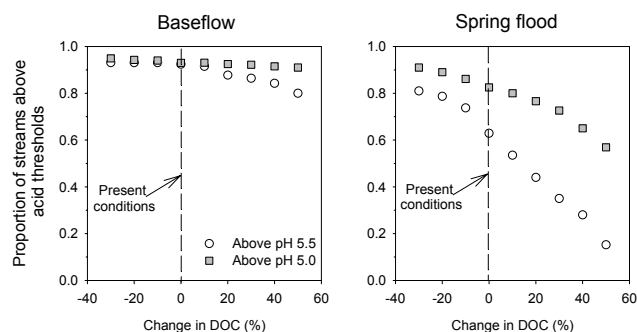 Baseflow
Spring flood
Proportion of streams above
acid thresholds
1.0
0.8
0.6
0.4
0.2
0.0
Present
conditions
Above pH 5.5
Above pH 5.0
-40 -20 0 20 40 60
Change in DOC (%)
1.0
0.8
0.6
0.4
0.2
0.0
Present
conditions
-40 -20 0 20 40 60
Change in DOC (%)